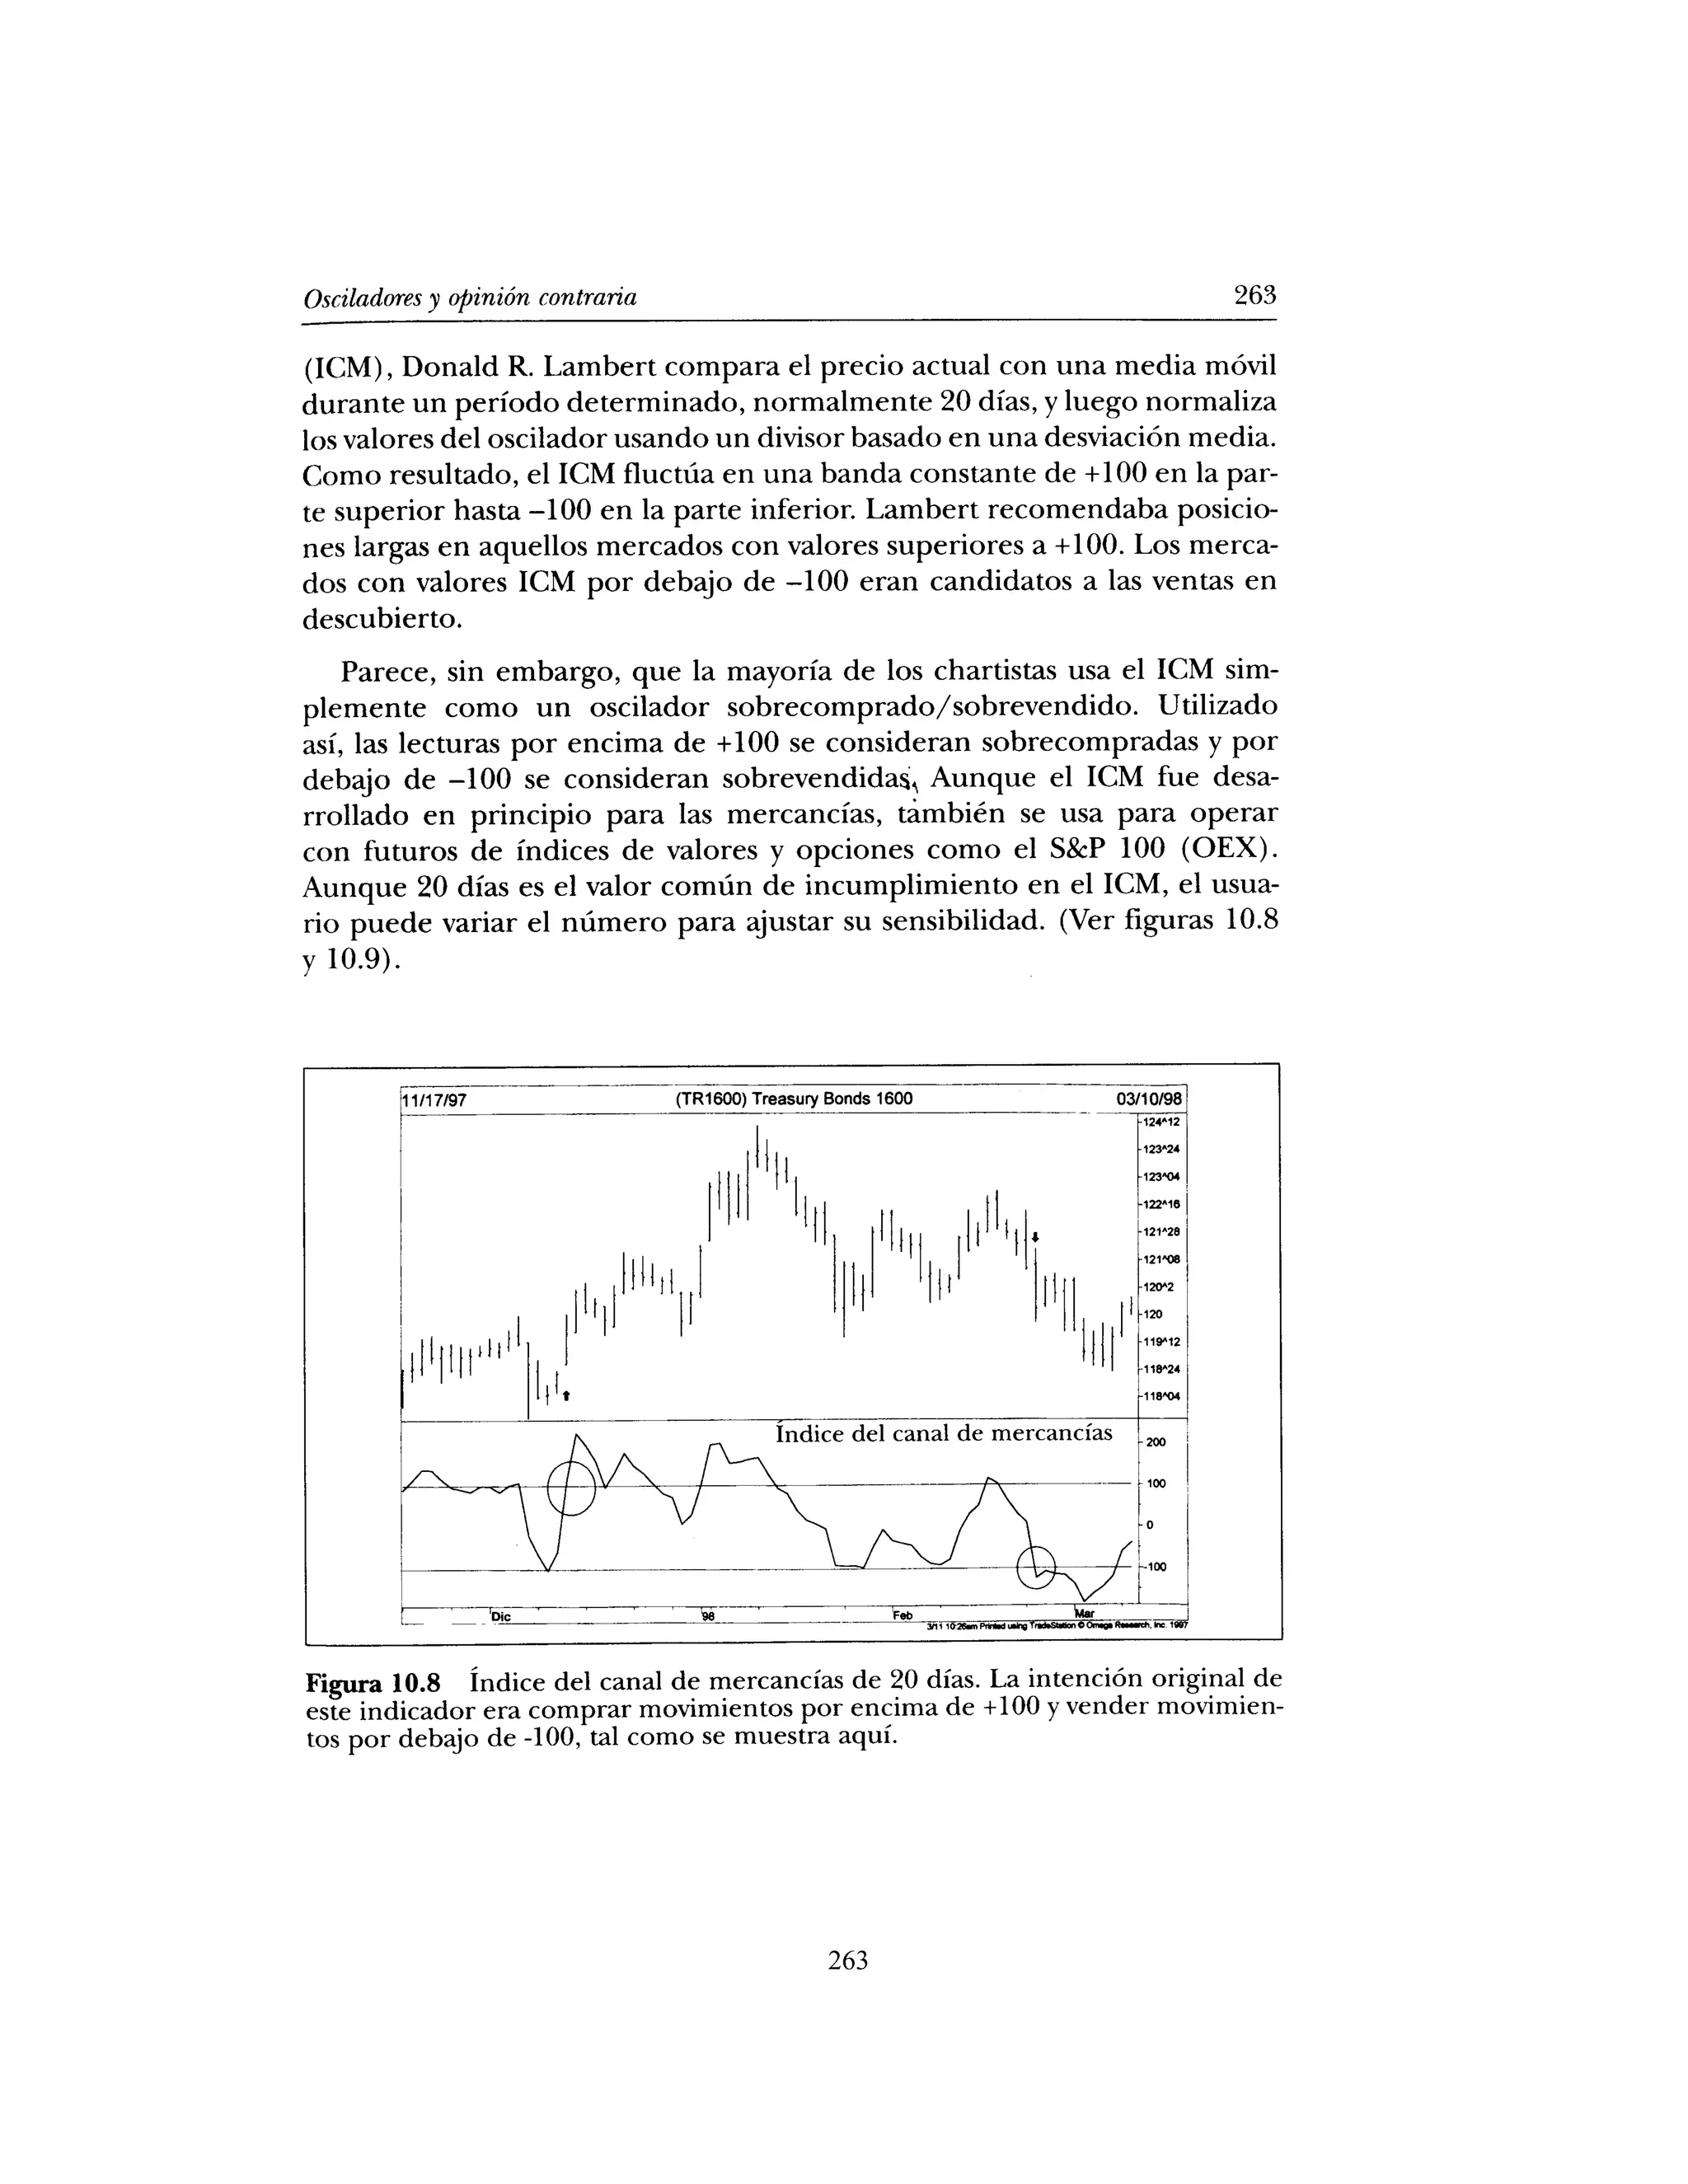 Osciladores y opinión contraria 263
(ICM), Donald R. Lambert compara el precio actual con una media móvil
durante un período determinado, normalmente 20 días, y luego normaliza
los valores del oscilador usando un divisor basado en una desviación media.
Como resultado, el ICM fluctúa en una banda constante de +100 en la par-
te superior hasta –100 en la parte inferior. Lambert recomendaba posicio-
nes largas en aquellos mercados con valores superiores a +100. Los merca-
dos con valores ICM por debajo de –100 eran candidatos a las ventas en
descubierto.
Parece, sin embargo, que la mayoría de los chartistas usa el ICM sim-
plemente como un oscilador sobrecomprado/sobrevendido. Utilizado
así, las lecturas por encima de +100 se consideran sobrecompradas y por
debajo de –100 se consideran sobrevendidas. Aunque el ICM fue desa-
rrollado en principio para las mercancías, también se usa para operar
con futuros de índices de valores y opciones como el S&P 100 (OEX).
Aunque 20 días es el valor común de incumplimiento en el ICM, el usua-
rio puede variar el número para ajustar su sensibilidad. (Ver figuras 10.8
y 10.9).
11/17/97 (TR1600) Treasury Bonds 1600 03/10/98
124^12
123^24
123^04
122^16
121^28
121^08
120^2
120
119^12
118^24
118^04
Índice del canal de mercancías
200
100
0
-100
Dic 98 Feb Mar
3/11 10:26am Printed using TradeStation © Omega Research, Inc. 1997
Figura 10.8 Índice del canal de mercancías de 20 días. La intención original de
este indicador era comprar movimientos por encima de +100 y vender movimien-
tos por debajo de -100, tal como se muestra aquí.
263